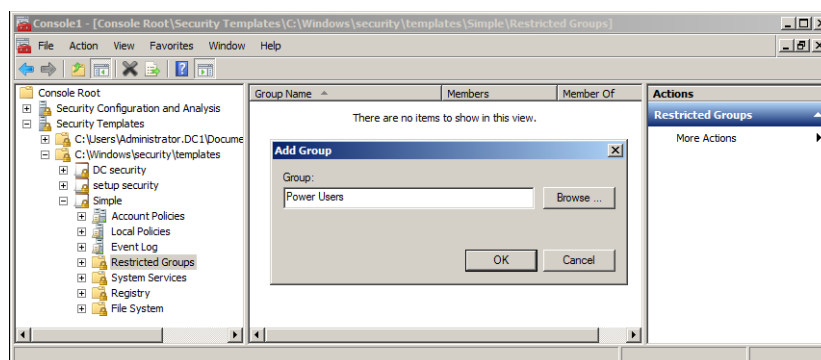 Console1 - [Console Root\Security Templates\C:\Windows\security\templates\Simple\Restricted Groups]
File Action View Favorites Window Help
Console Root
Security Configuration and Analysis
Security Templates
C:\Users\Administrator.DC1\Docume
C:\Windows\security\templates
DC security
setup security
Simple
Account Policies
Local Policies
Event Log
Restricted Groups
System Services
Registry
File System
Group Name Members Member Of
There are no items to show in this view.
Add Group
Group:
Power Users
Browse ...
OK Cancel
Actions
Restricted Groups
More Actions